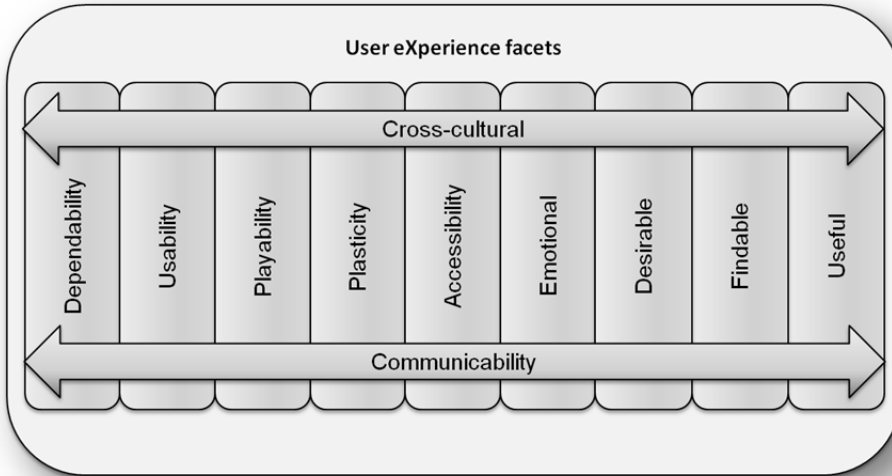 User eXperience facets
Cross-cultural
Dependability
Usability
Playability
Plasticity
Accessibility
Emotional
Desirable
Findable
Useful
Communicability